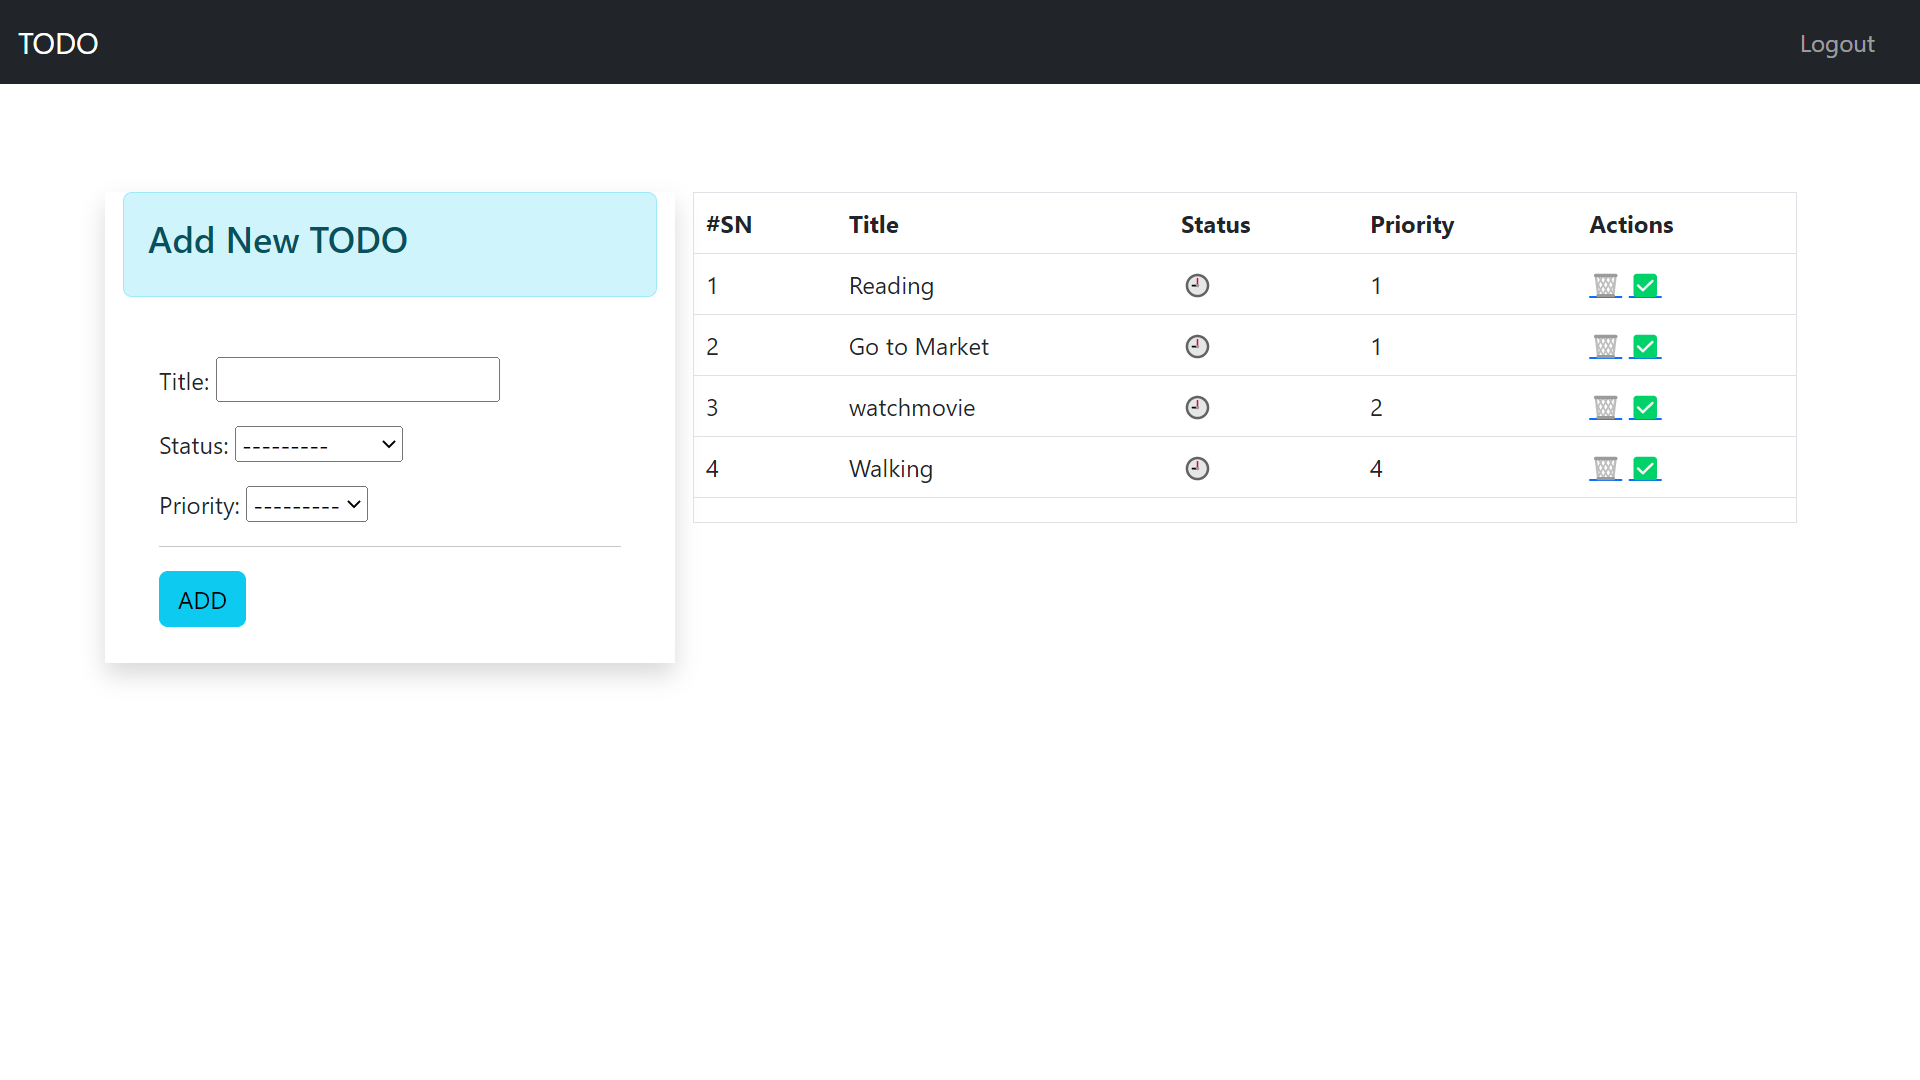 TODO
Logout
Add New TODO
Title:
Status: ---------
Priority: ---------
ADD
#SN Title Status Priority Actions
1 Reading 1
2 Go to Market 1
3 watchmovie 2
4 Walking 4